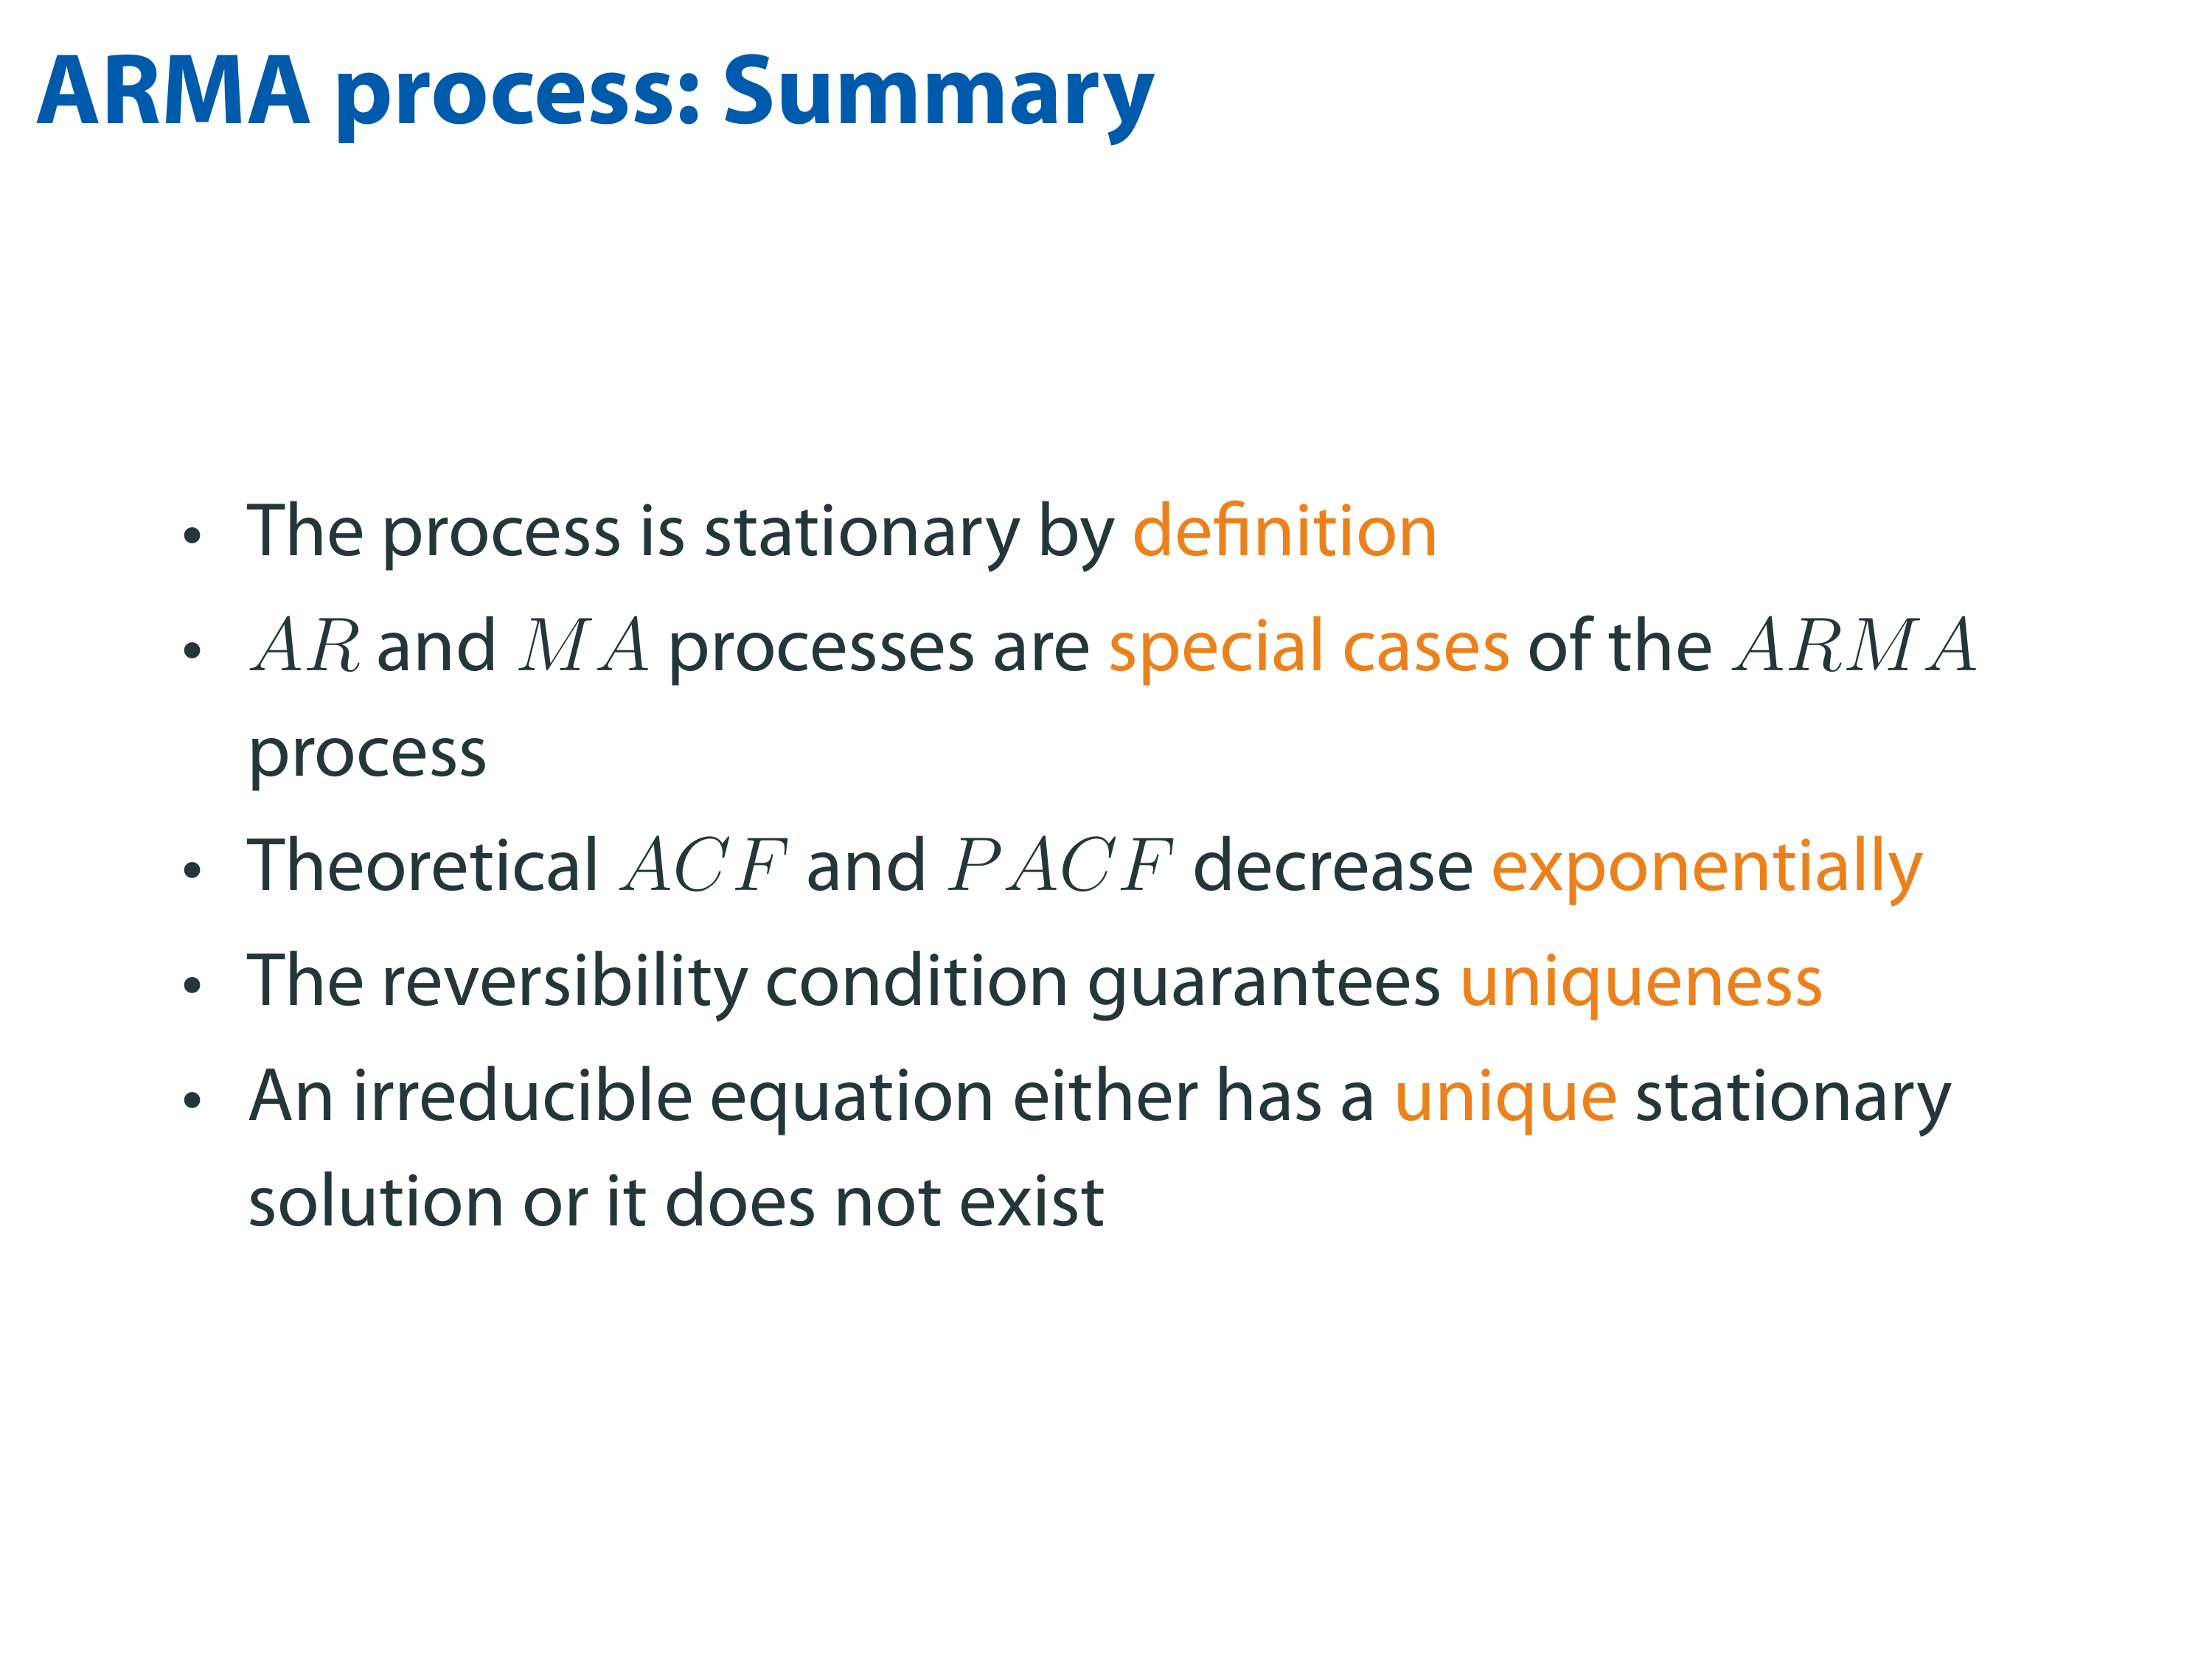 ARMA process: Summary
• The process is stationary by definition
• AR and MA processes are special cases of the ARMA
process
• Theoretical ACF and PACF decrease exponentially
• The reversibility condition guarantees uniqueness
• An irreducible equation either has a unique stationary
solution or it does not exist